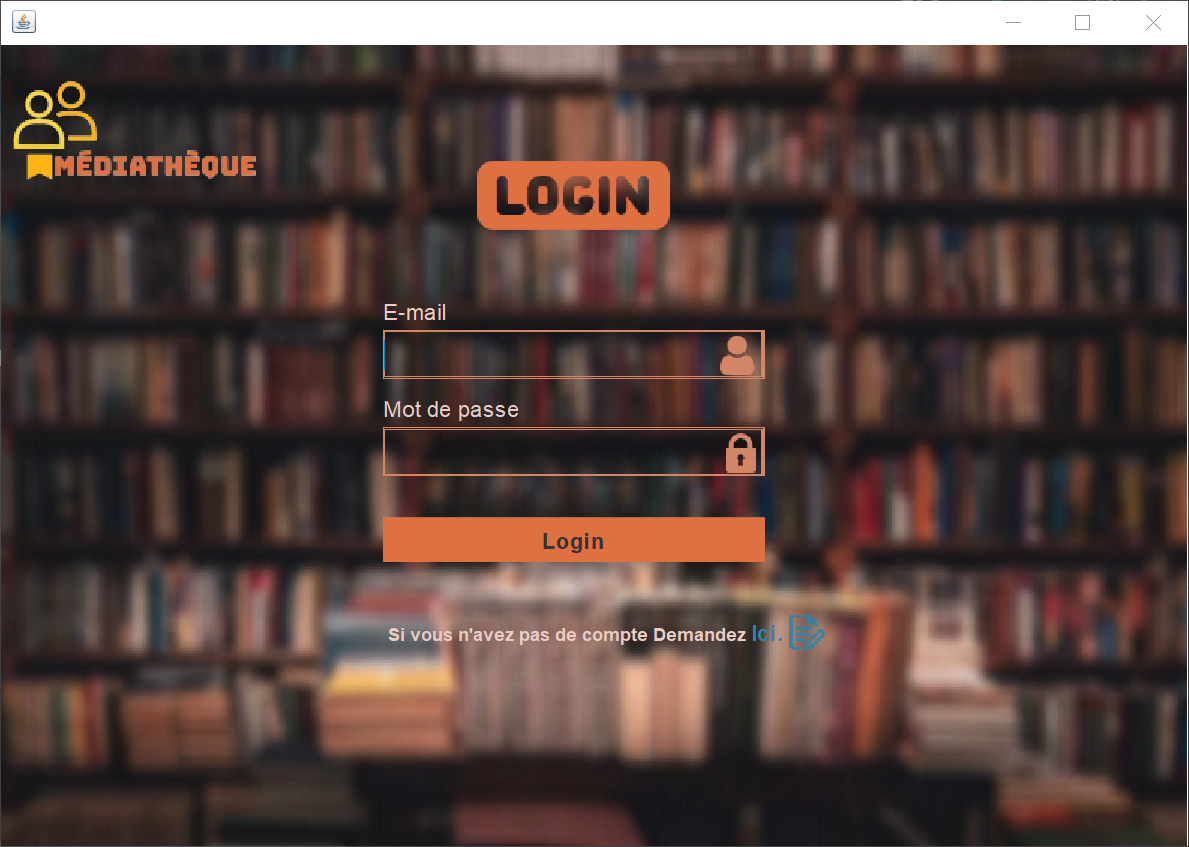 MÉDIATHÈQUE
LOGIN
E-mail
Mot de passe
Login
Si vous n'avez pas de compte Demandez Ici.